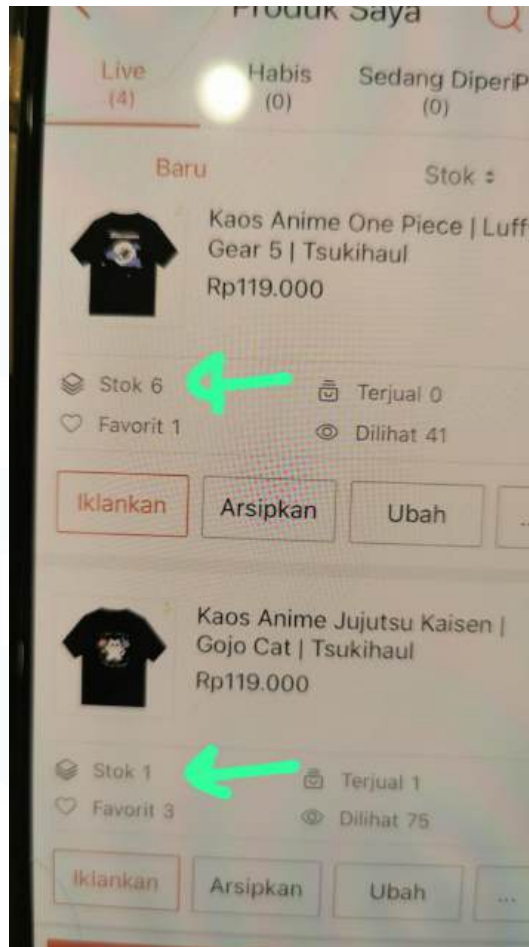 Produk Saya
Live
(4)
Habis
(0)
Sedang Diperi
(0)
Baru
Stok
Kaos Anime One Piece | Luff
Gear 5 | Tsukihaul
Rp119.000
Stok 6
Terjual 0
Favorit 1
Dilihat 41
Iklankan
Arsipkan
Ubah
Kaos Anime Jujutsu Kaisen |
Gojo Cat | Tsukihaul
Rp119.000
Stok 1
Terjual 1
Favorit 3
Dilihat 75
Iklankan
Arsipkan
Ubah
...